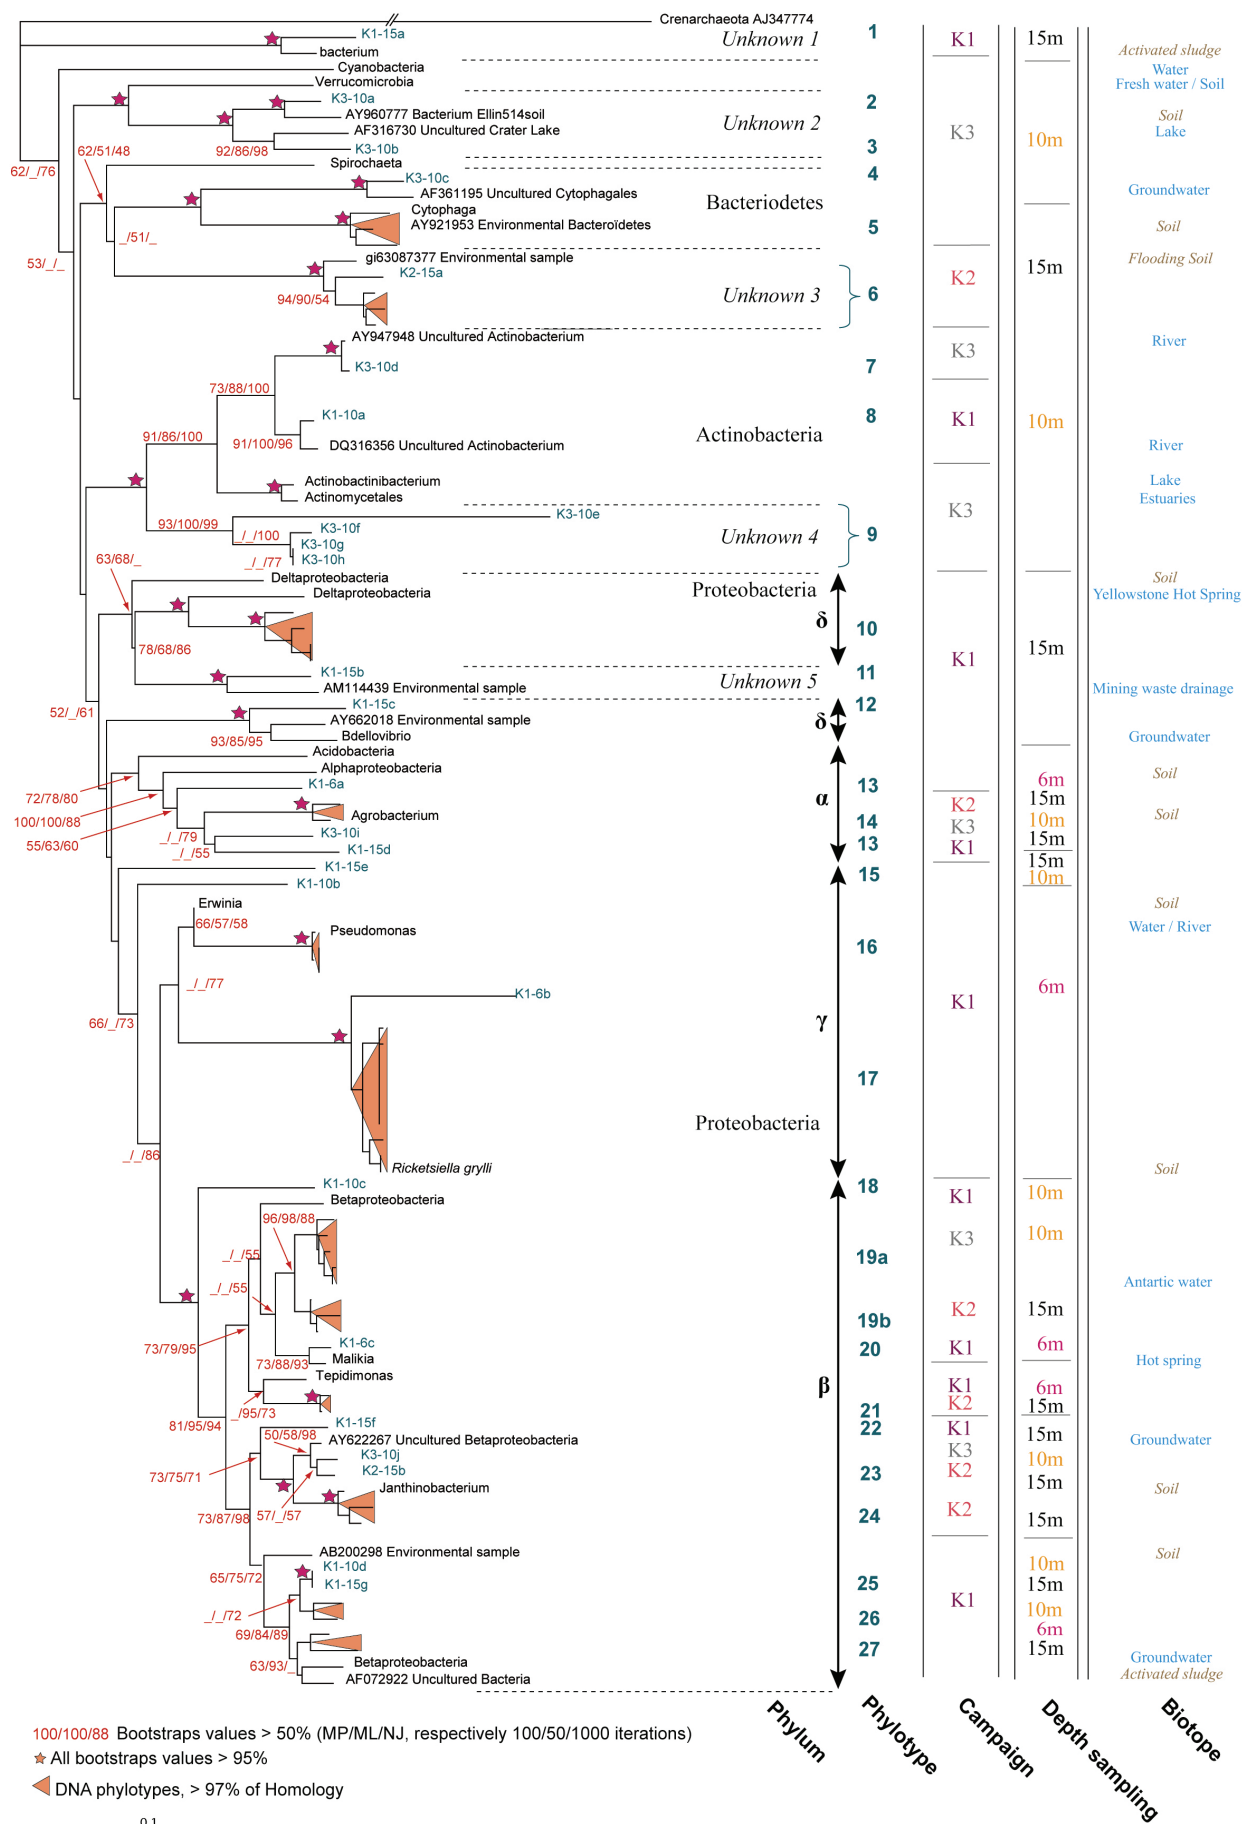 Crenarchaeota AJ347774
K1-15a
1
K1
15m
Unknown 1
bacterium
Activated sludge
Cyanobacteria
Water
Verrucomicrobia
Fresh water / Soil
K3-10a
2
AY960777 Bacterium Ellin514soil
Soil
Unknown 2
AF316730 Uncultured Crater Lake
K3
10m
Lake
92/86/98
K3-10b
3
62/51/48
Spirochaeta
62/_/76
K3-10c
4
AF361195 Uncultured Cytophagales
Groundwater
Bacteriodetes
Cytophaga
AY921953 Environmental Bacteroïdetes
5
Soil
_/51/_
53/_/_
gi63087377 Environmental sample
Flooding Soil
K2-15a
15m
K2
94/90/54
Unknown 3
6
AY947948 Uncultured Actinobacterium
River
K3
K3-10d
7
73/88/100
K1-10a
8
K1
10m
91/86/100
Actinobacteria
91/100/96
DQ316356 Uncultured Actinobacterium
River
Actinobactinibacterium
Lake
Actinomycetales
Estuaries
K3
K3-10e
93/100/99
K3-10f
_/_/100
Unknown 4
9
K3-10g
_/_/77
K3-10h
63/68/_
Deltaproteobacteria
Soil
Proteobacteria
Deltaproteobacteria
Yellowstone Hot Spring
δ
10
78/68/86
15m
K1
K1-15b
11
Unknown 5
AM114439 Environmental sample
Mining waste drainage
52/_/61
K1-15c
12
AY662018 Environmental sample
δ
93/85/95
Bdellovibrio
Groundwater
Acidobacteria
Alphaproteobacteria
Soil
6m
K1-6a
13
72/78/80
α
15m
K2
Agrobacterium
Soil
100/100/88
14
10m
K3
_/_/79
K3-10i
15m
55/63/60
13
K1
_/_/55
K1-15d
15m
K1-15e
15
10m
K1-10b
Erwinia
Soil
66/57/58
Pseudomonas
Water / River
16
_/_/77
6m
K1-6b
K1
66/_/73
γ
17
Proteobacteria
_/_/86
Ricketsiella grylli
Soil
K1-10c
18
K1
10m
Betaproteobacteria
96/98/88
10m
K3
_/_/55
19a
_/_/55
Antartic water
K2
15m
19b
K1-6c
6m
73/79/95
20
K1
73/88/93
Malikia
Hot spring
Tepidimonas
β
K1
6m
K2
15m
_/95/73
21
81/95/94
K1-15f
22
K1
50/58/98
15m
AY622267 Uncultured Betaproteobacteria
Groundwater
K3
K3-10j
10m
73/75/71
K2-15b
23
K2
15m
Janthinobacterium
Soil
K2
73/87/98
57/_/57
24
15m
AB200298 Environmental sample
Soil
K1-10d
10m
65/75/72
K1-15g
25
15m
K1
_/_/72
10m
26
69/84/89
6m
27
15m
63/93/_
Betaproteobacteria
Groundwater
AF072922 Uncultured Bacteria
Activated sludge
Phylum
Phylotype
Campaign
Depth sampling
Biotope
100/100/88 Bootstraps values > 50% (MP/ML/NJ, respectively 100/50/1000 iterations)
All bootstraps values > 95%
DNA phylotypes, > 97% of Homology
0.1